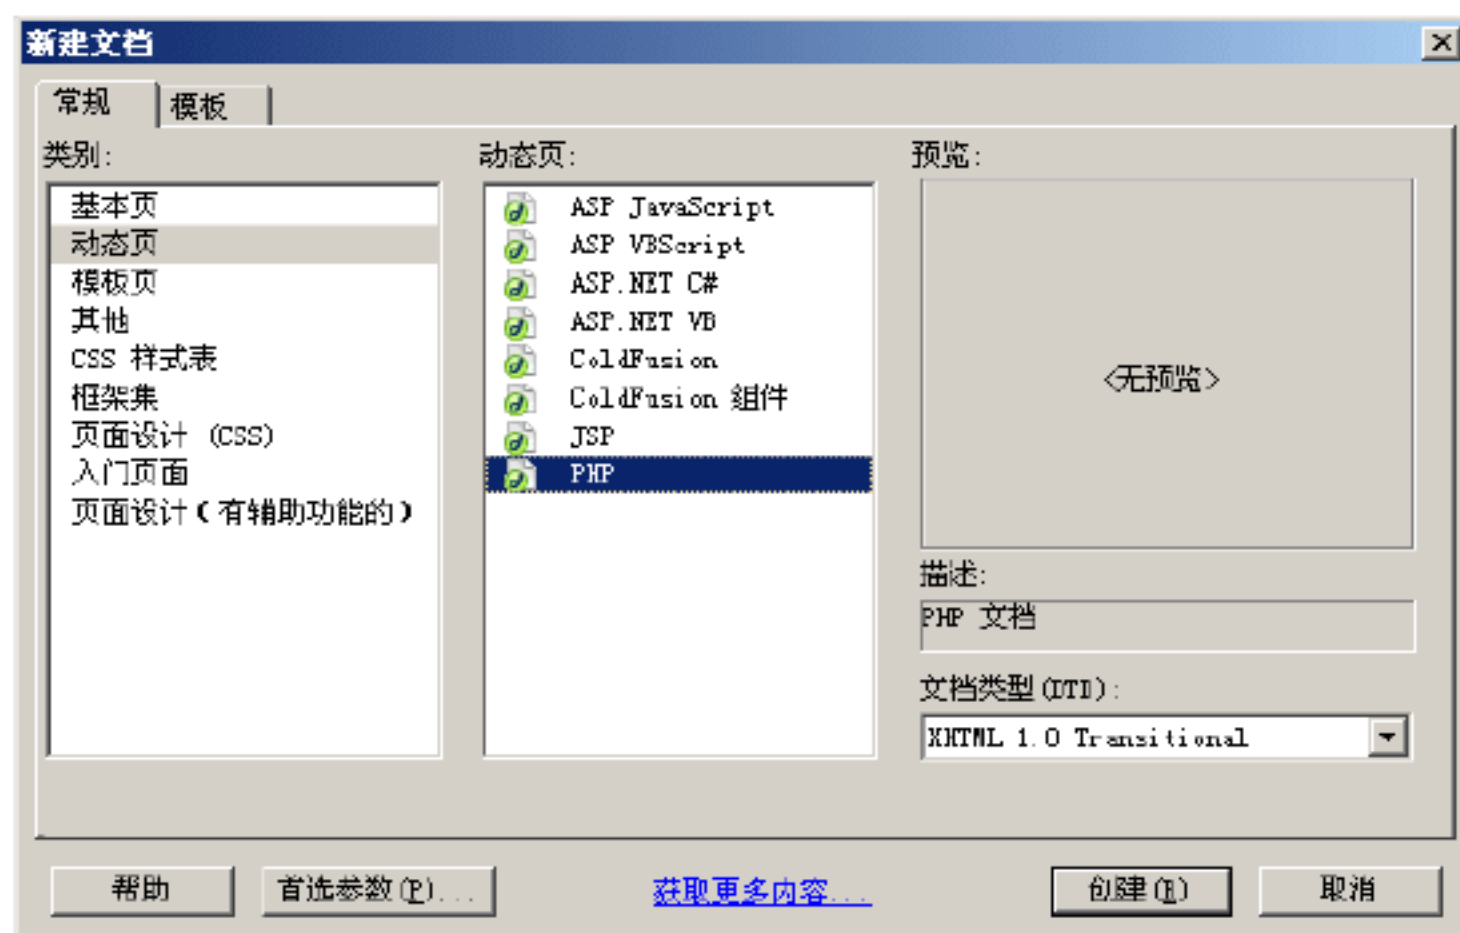 新建文档
常规 模板
类别:
基本页
动态页
模板页
其他
CSS 样式表
框架集
页面设计 (CSS)
入门页面
页面设计(有辅助功能的)
动态页:
ASP JavaScript
ASP VBScript
ASP.NET C#
ASP.NET VB
ColdFusion
ColdFusion 组件
JSP
PHP
预览:
<无预览>
描述:
PHP 文档
文档类型(DTD):
XHTML 1.0 Transitional
帮助 首选参数(P)... 获取更多内容... 创建(R) 取消